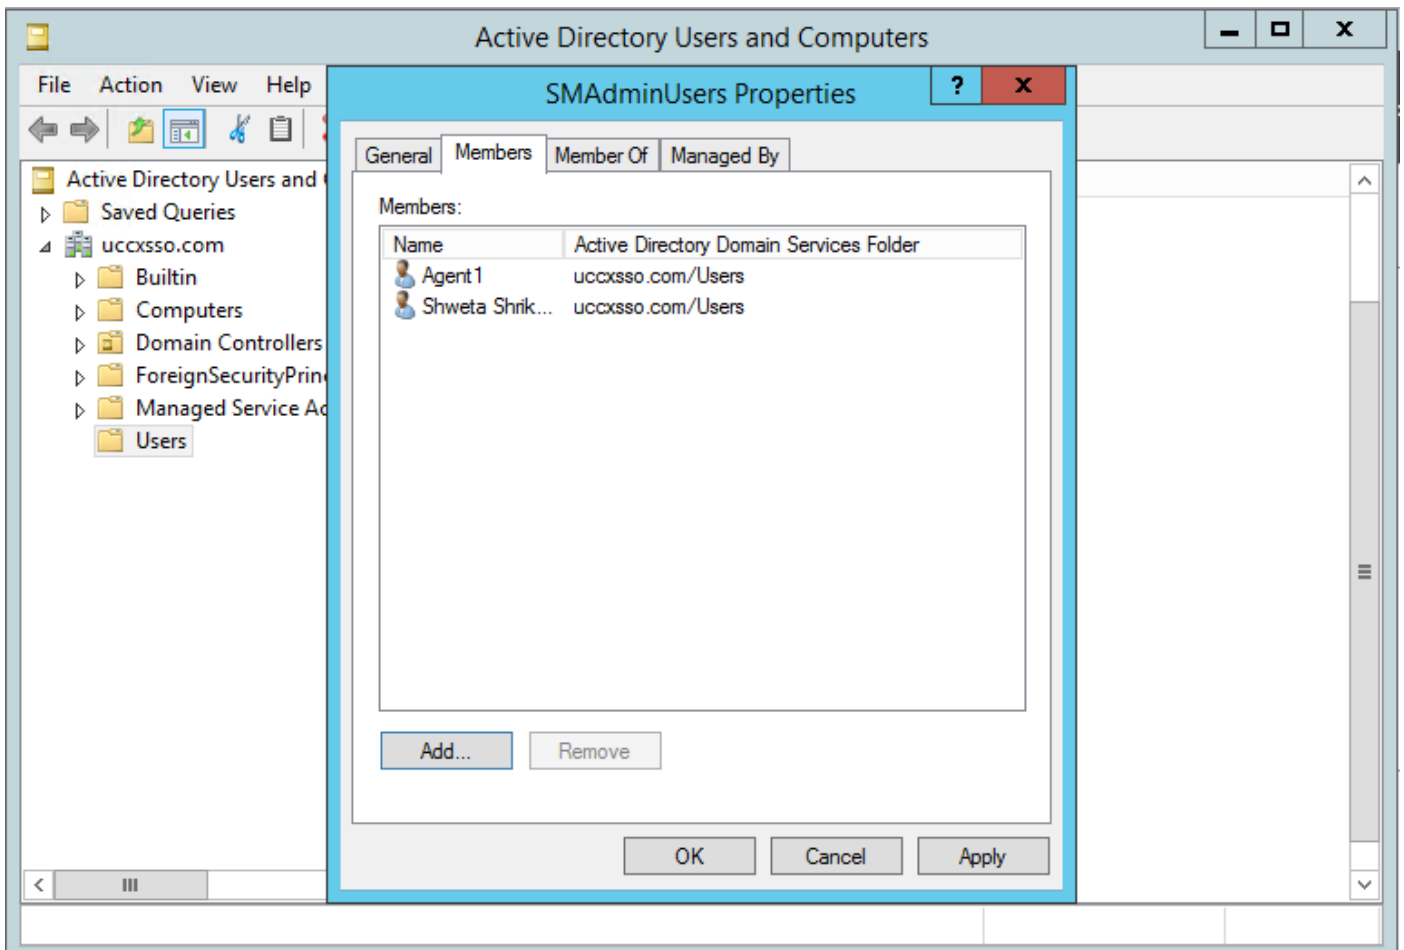 Active Directory Users and Computers
File Action View Help
SMAdminUsers Properties
?
General Members Member Of Managed By
Active Directory Users and
Saved Queries
uccxsso.com
Builtin
Computers
Domain Controllers
ForeignSecurityPrin
Managed Service Ac
Users
Members:
Name Active Directory Domain Services Folder
Agent1 uccxsso.com/Users
Shweta Shrik... uccxsso.com/Users
Add... Remove
OK Cancel Apply